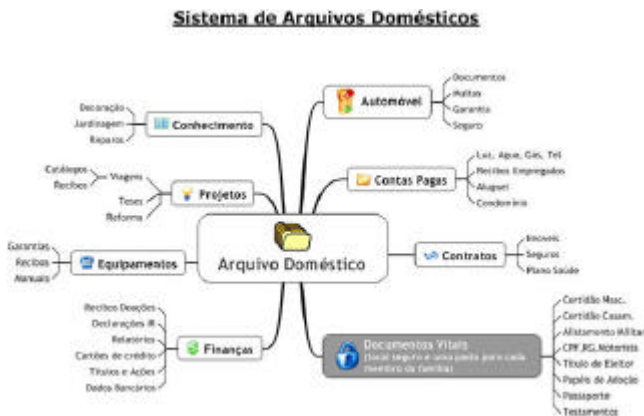 Sistema de Arquivos Domésticos
Decoração
Jardinagem
Reparos
Conhecimento
Catálogos
Recibos
Viagens
Teses
Reforma
Projetos
Garantias
Recibos
Manuais
Equipamentos
Recibos Doações
Declarações IR
Relatórios
Cartões de crédito
Títulos e Ações
Dados Bancários
Finanças
Arquivo Doméstico
Automóvel
Documentos
Multas
Garantia
Seguro
Contas Pagas
Luz, Agua, Gas, Tel
Recibos Empregados
Aluguel
Condomínio
Contratos
Imoveis
Seguros
Plano Saúde
Documentos Vitais
(local seguro e uma pasta para cada
membro da família)
Certidão Nasc.
Certidão Casam.
Alistamento Militar
CPF,RG,Motorista
Título de Eleitor
Papéis de Adoção
Passaporte
Testamentos